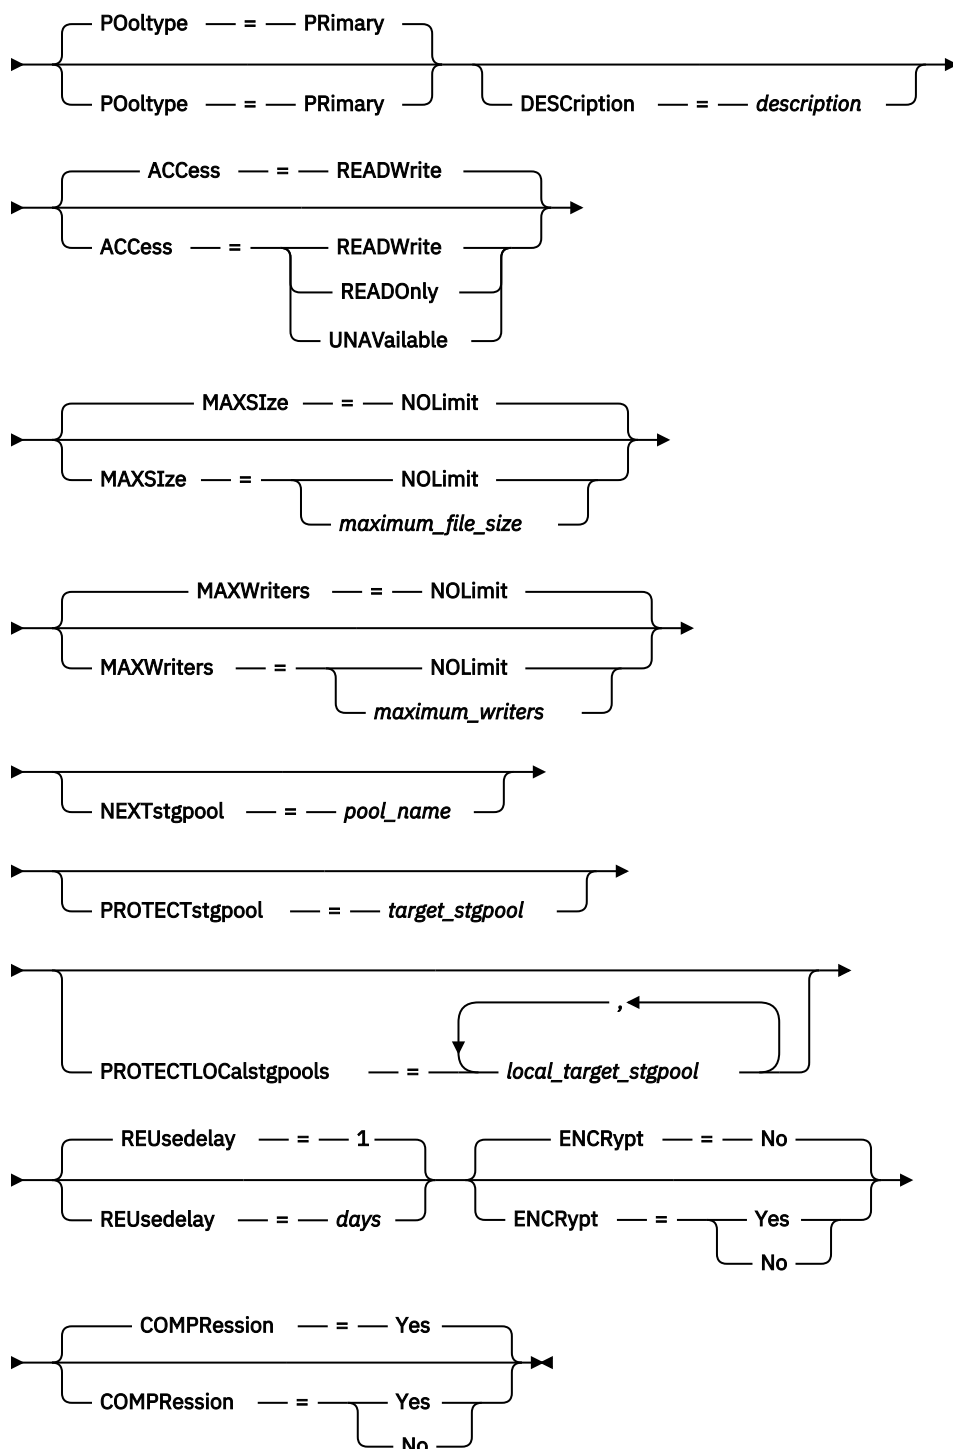 POoltype = PRimary
POoltype = PRimary DESCription = description
ACCess = READWrite
ACCess = READWrite
READOnly
UNAVailable
MAXSIze = NOLimit
MAXSIze = NOLimit
maximum_file_size
MAXWriters = NOLimit
MAXWriters = NOLimit
maximum_writers
NEXTstgpool = pool_name
PROTECTstgpool = target_stgpool
,
PROTECTLOCalstgpools = local_target_stgpool
REUsedelay = 1 ENCRypt = No
REUsedelay = days ENCRypt = Yes
No
COMPRession = Yes
COMPRession = Yes
No